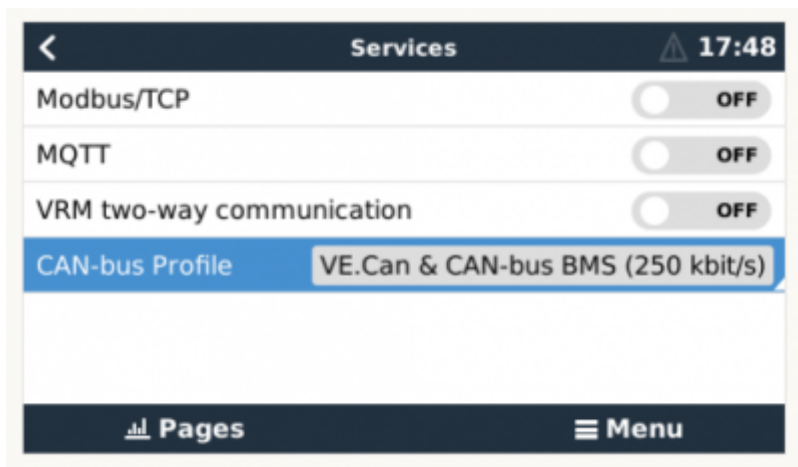 Services 17:48
Modbus/TCP OFF
MQTT OFF
VRM two-way communication OFF
CAN-bus Profile VE.Can & CAN-bus BMS (250 kbit/s)
Pages Menu